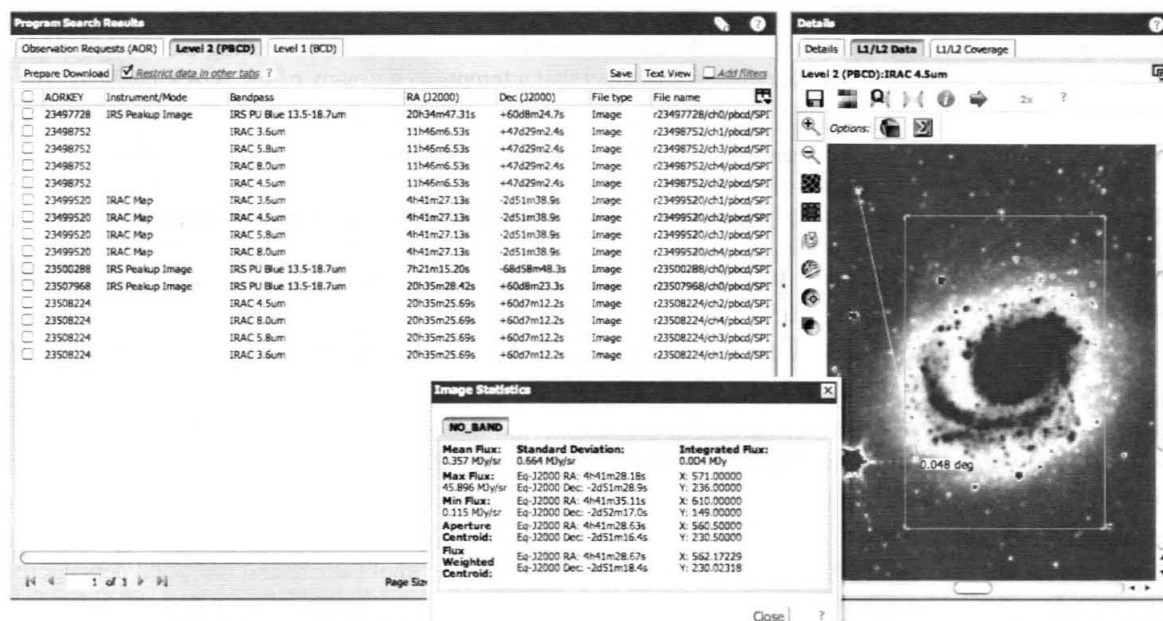 Program Search Results
Observation Requests (AOR) Level 2 (PBCD) Level 1 (BCD)
Prepare Download Restrict data in other tabs ? Save Text View Add filters
AORKEY Instrument/Mode Bandpass RA (J2000) Dec (J2000) File type File name
23497728 IRS Peakup Image IRS PU Blue 13.5-18.7um 20h34m47.31s +60d8m24.7s Image r23497728/ch0/pbcd/SPI
23498752 IRAC 3.6um 11h46m6.53s +47d29m2.4s Image r23498752/ch1/pbcd/SPI
23498752 IRAC 5.8um 11h46m6.53s +47d29m2.4s Image r23498752/ch3/pbcd/SPI
23498752 IRAC 8.0um 11h46m6.53s +47d29m2.4s Image r23498752/ch4/pbcd/SPI
23498752 IRAC 4.5um 11h46m6.53s +47d29m2.4s Image r23498752/ch2/pbcd/SPI
23499520 IRAC Map IRAC 3.6um 4h41m27.13s -2d51m38.9s Image r23499520/ch1/pbcd/SPI
23499520 IRAC Map IRAC 4.5um 4h41m27.13s -2d51m38.9s Image r23499520/ch2/pbcd/SPI
23499520 IRAC Map IRAC 5.8um 4h41m27.13s -2d51m38.9s Image r23499520/ch3/pbcd/SPI
23499520 IRAC Map IRAC 8.0um 4h41m27.13s -2d51m38.9s Image r23499520/ch4/pbcd/SPI
23500288 IRS Peakup Image IRS PU Blue 13.5-18.7um 7h21m15.20s -68d58m48.3s Image r23500288/ch0/pbcd/SPI
23507968 IRS Peakup Image IRS PU Blue 13.5-18.7um 20h35m28.42s +60d8m23.3s Image r23507968/ch0/pbcd/SPI
23508224 IRAC 4.5um 20h35m25.69s +60d7m12.2s Image r23508224/ch2/pbcd/SPI
23508224 IRAC 8.0um 20h35m25.69s +60d7m12.2s Image r23508224/ch4/pbcd/SPI
23508224 IRAC 5.8um 20h35m25.69s +60d7m12.2s Image r23508224/ch3/pbcd/SPI
23508224 IRAC 3.6um 20h35m25.69s +60d7m12.2s Image r23508224/ch1/pbcd/SPI
1 of 1 Page Size
Details ?
Details L1/L2 Data L1/L2 Coverage
Level 2 (PBCD):IRAC 4.5um
2x ?
Options:
0.048 deg
Image Statistics
NO_BAND
Mean Flux: Standard Deviation: Integrated Flux:
0.357 MJy/sr 0.664 MJy/sr 0.004 MJy
Max Flux: Eq-J2000 RA: 4h41m28.18s X: 571.00000
45.896 MJy/sr Eq-J2000 Dec: -2d51m28.9s Y: 236.00000
Min Flux: Eq-J2000 RA: 4h41m35.11s X: 610.00000
0.115 MJy/sr Eq-J2000 Dec: -2d52m17.0s Y: 149.00000
Aperture Eq-J2000 RA: 4h41m28.63s X: 560.50000
Centroid: Eq-J2000 Dec: -2d51m16.4s Y: 230.50000
Flux
Weighted Eq-J2000 RA: 4h41m28.67s X: 562.17229
Centroid: Eq-J2000 Dec: -2d51m18.4s Y: 230.02318
Close ?